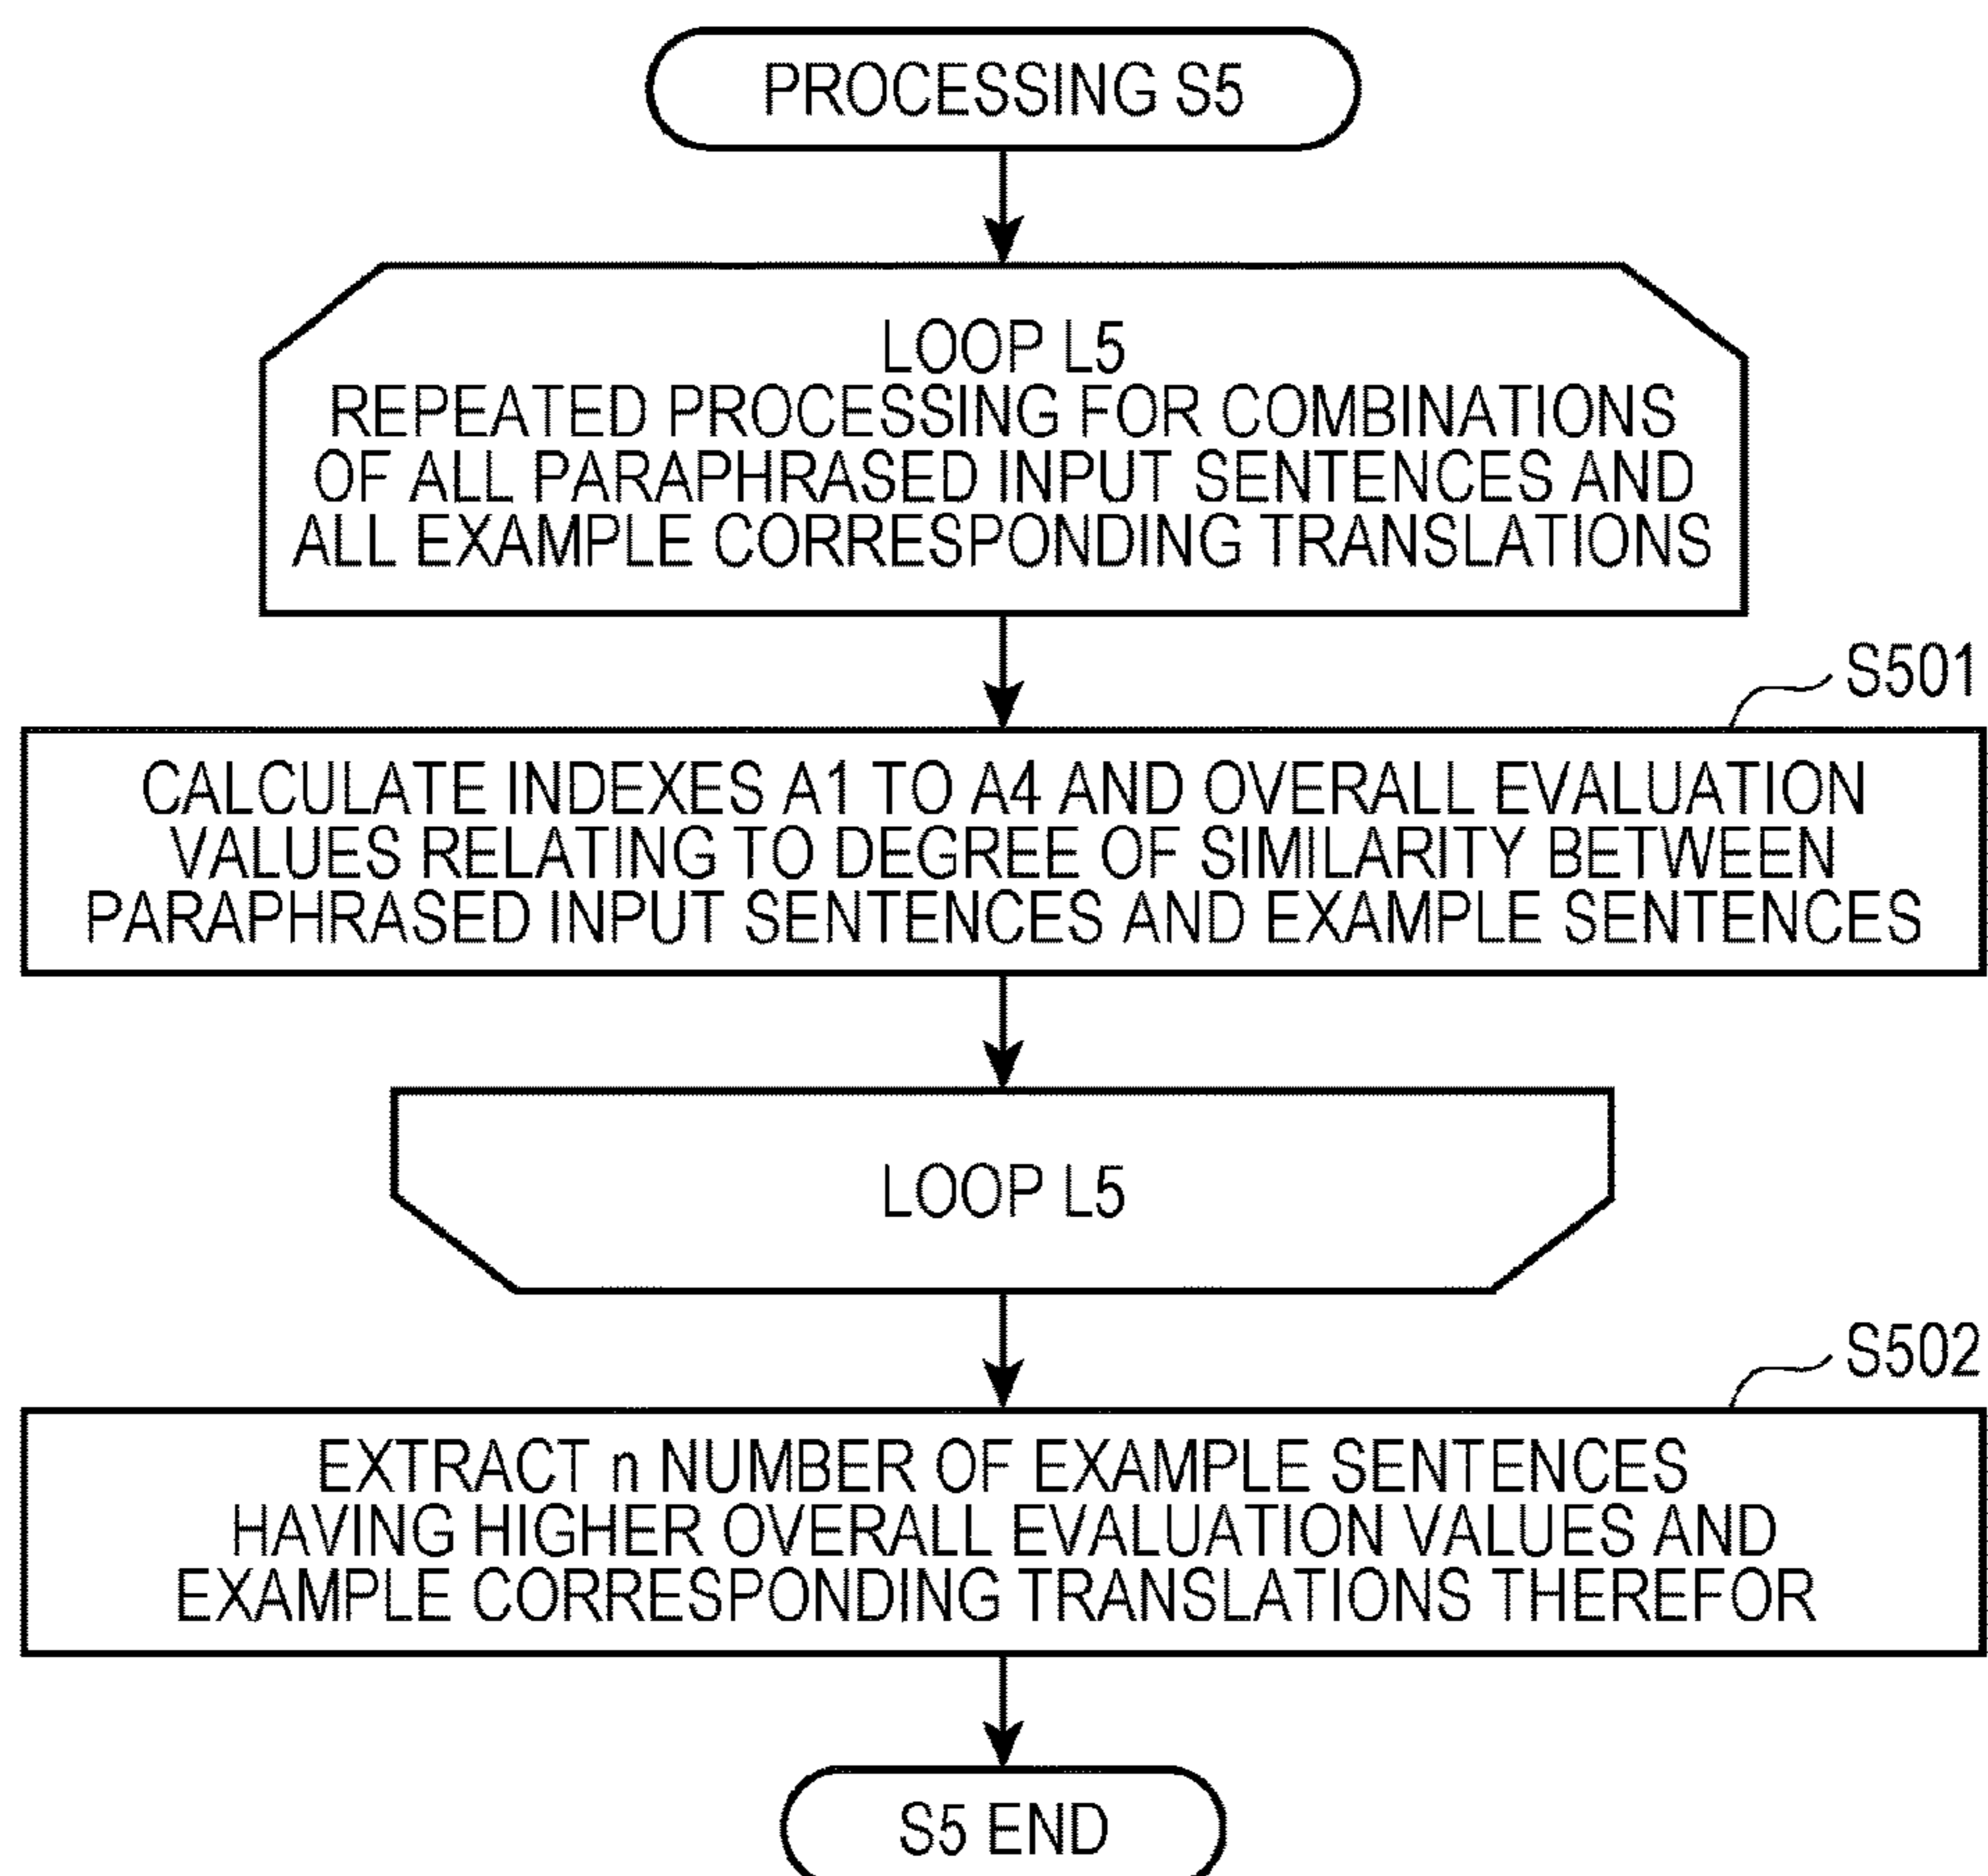 PROCESSING S5
LOOP L5
REPEATED PROCESSING FOR COMBINATIONS
OF ALL PARAPHRASED INPUT SENTENCES AND
ALL EXAMPLE CORRESPONDING TRANSLATIONS
S501
CALCULATE INDEXES A1 TO A4 AND OVERALL EVALUATION
VALUES RELATING TO DEGREE OF SIMILARITY BETWEEN
PARAPHRASED INPUT SENTENCES AND EXAMPLE SENTENCES
LOOP L5
S502
EXTRACT n NUMBER OF EXAMPLE SENTENCES
HAVING HIGHER OVERALL EVALUATION VALUES AND
EXAMPLE CORRESPONDING TRANSLATIONS THEREFOR
S5 END